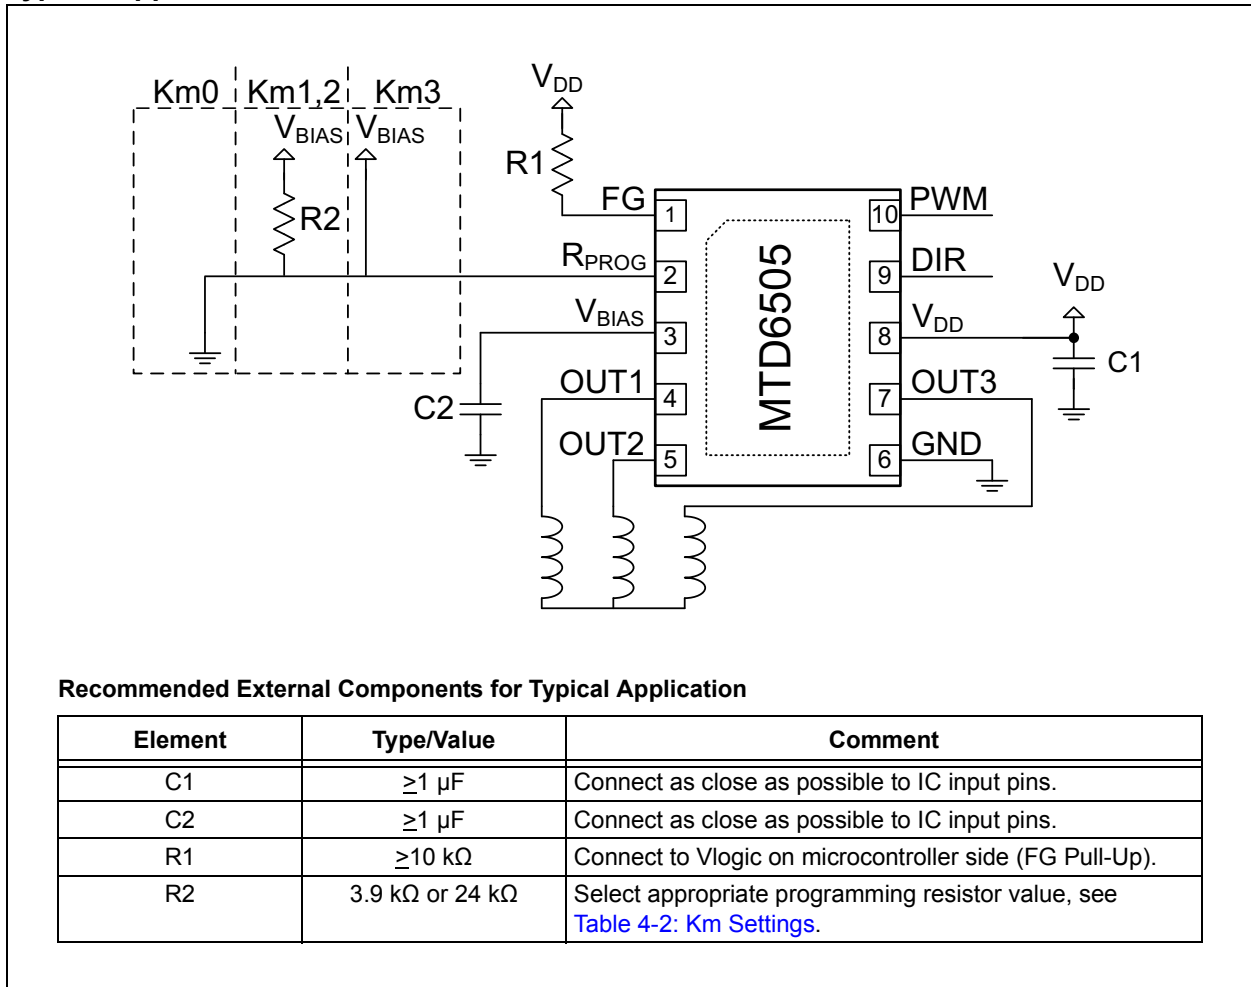 Km0 Km1,2 Km3
VBIAS VBIAS
R2
VDD
R1
FG
RPROG
VBIAS
OUT1
C2
OUT2
1
2
3
4
5
MTD6505
10
9
8
7
6
PWM
DIR
VDD
VDD
C1
OUT3
GND
Recommended External Components for Typical Application
Element Type/Value Comment
C1 ≥1 µF Connect as close as possible to IC input pins.
C2 ≥1 µF Connect as close as possible to IC input pins.
R1 ≥10 kΩ Connect to Vlogic on microcontroller side (FG Pull-Up).
R2 3.9 kΩ or 24 kΩ Select appropriate programming resistor value, see
Table 4-2: Km Settings.